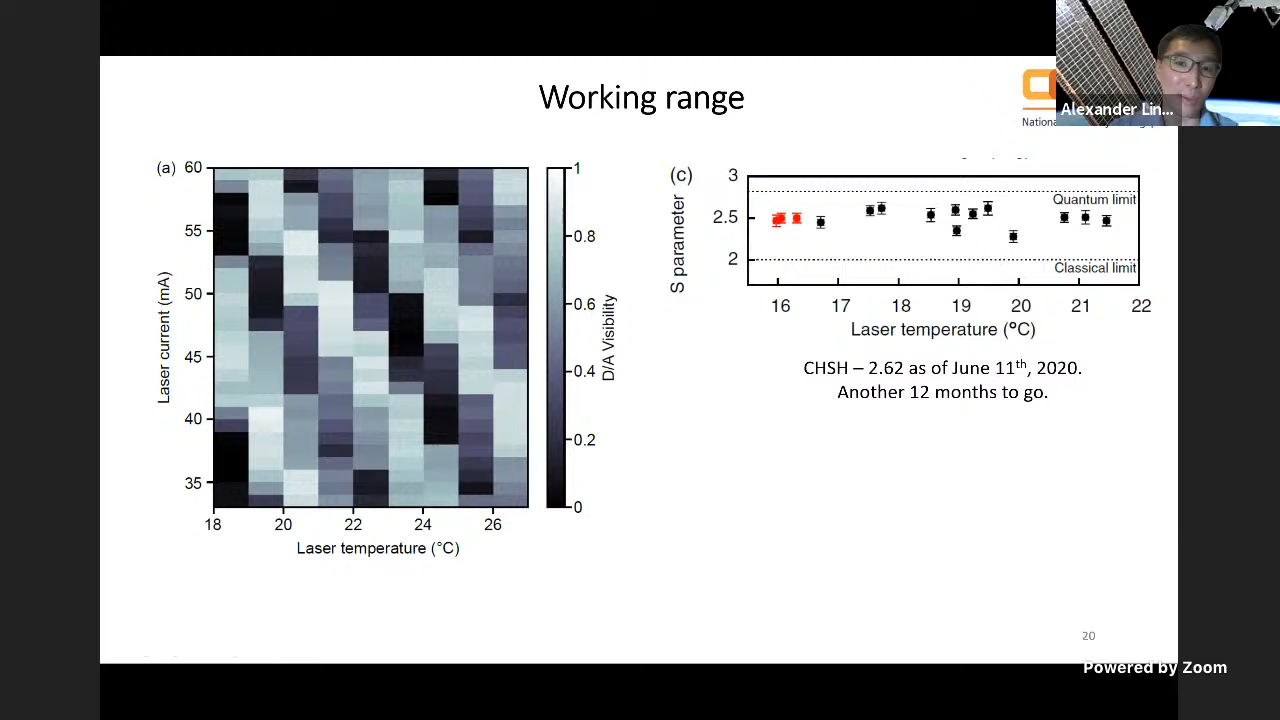 Working range
Alexander Lin...
National
(a)
60
55
50
45
40
35
Laser current (mA)
18
20
22
24
26
Laser temperature (°C)
1
0.8
0.6
0.4
0.2
0
D/A Visibility
(c)
3
2.5
2
S parameter
Quantum limit
Classical limit
16
17
18
19
20
21
22
Laser temperature (°C)
CHSH – 2.62 as of June 11th, 2020.
Another 12 months to go.
20
Powered by Zoom